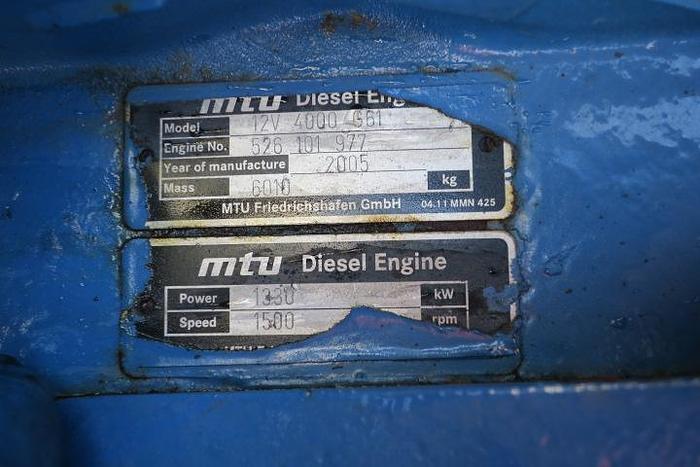 mtu Diesel Eng
Model 12V 4000 G61
Engine No. 526 101 977
Year of manufacture 2005
Mass 6010 kg
MTU Friedrichshafen GmbH 04.11 MMN 425
mtu Diesel Engine
Power 1330 kW
Speed 1500 rpm